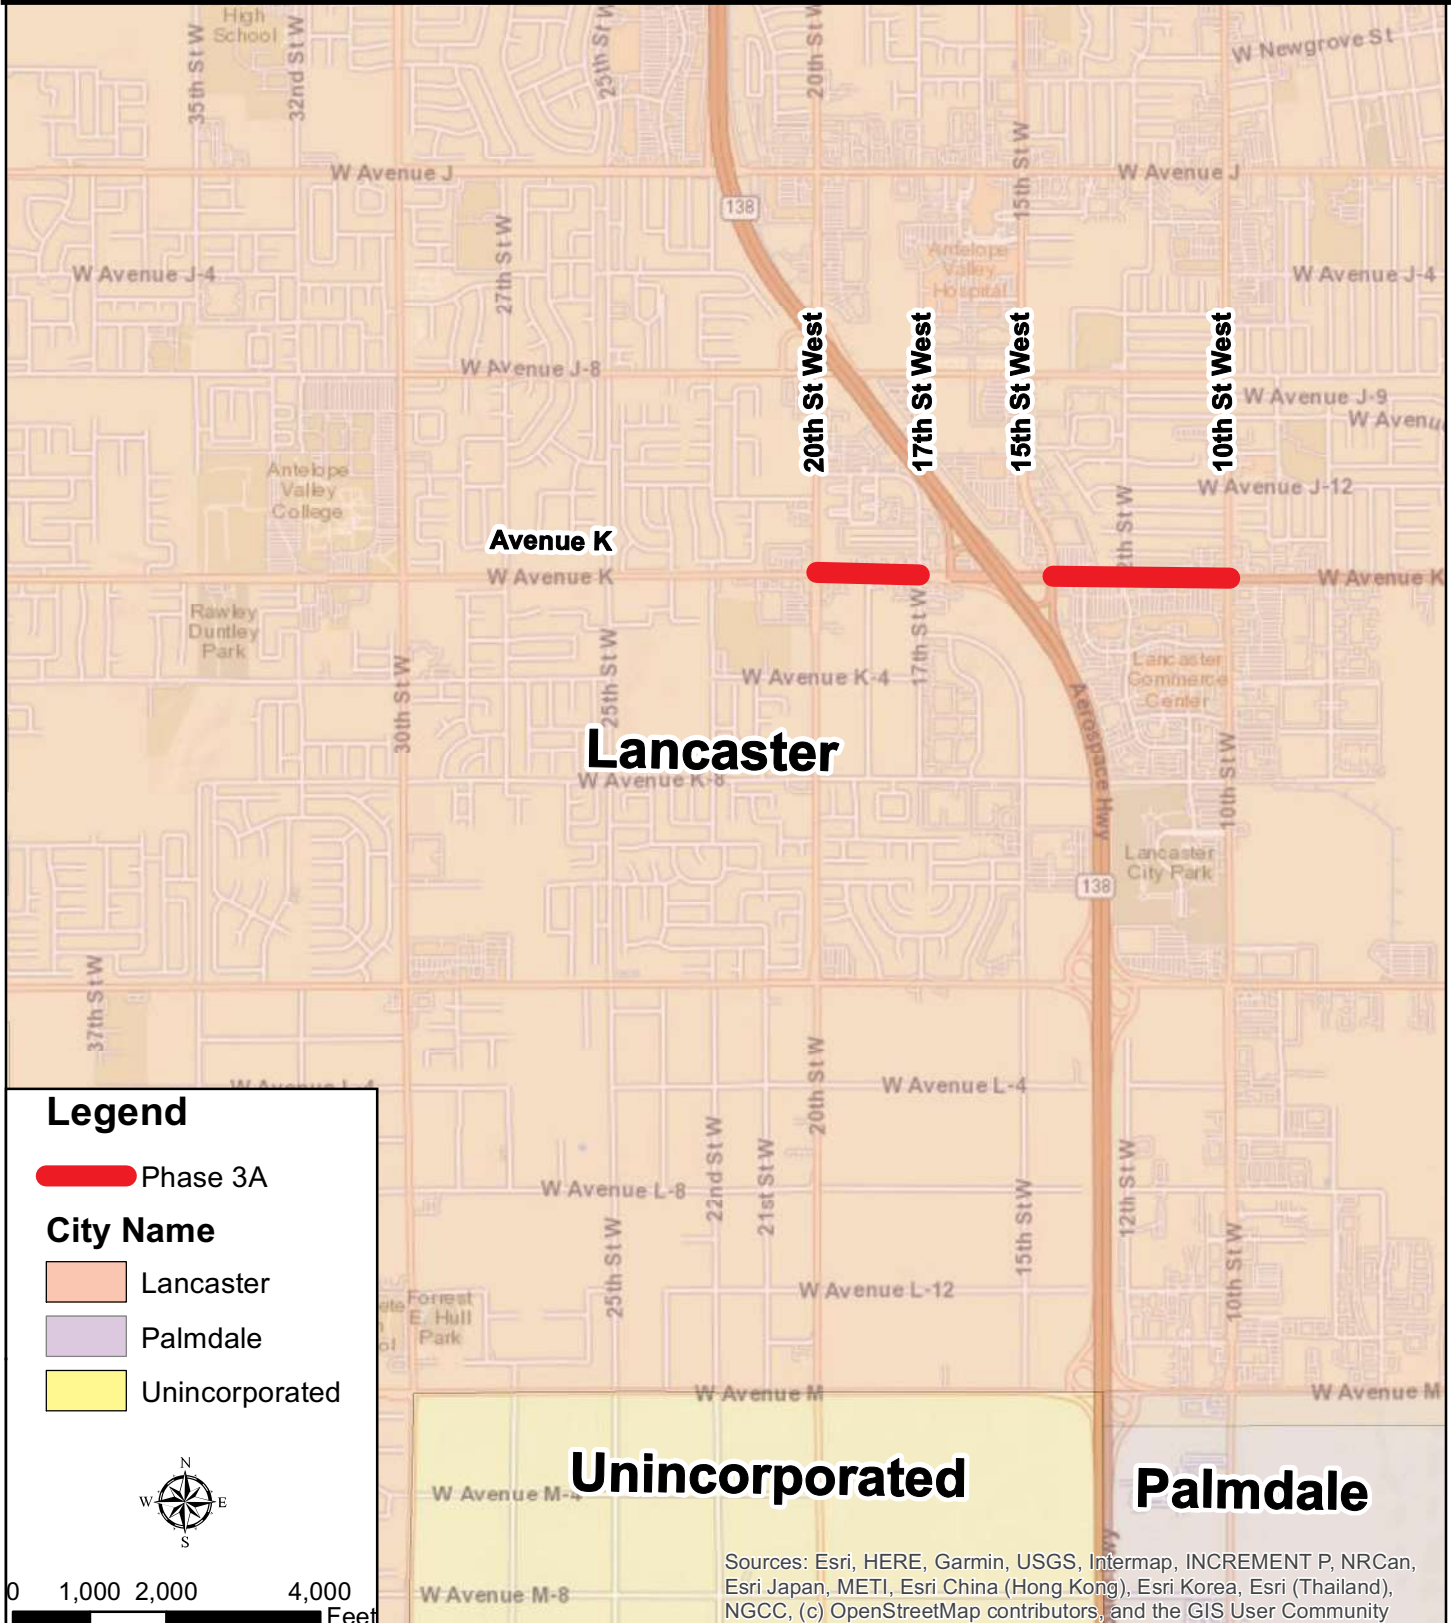 High
School
35th St W
32nd St W
25th St W
20th St W
W Newgrove St
W Avenue J
W Avenue J
15th St W
138
27th St W
W Avenue J-4
Antelope
Valley
Hospital
W Avenue J-4
20th St West
17th St West
15th St West
10th St West
W Avenue J-8
W Avenue J-9
Antelope
Valley
College
W Avenue J-12
Avenue K
W Avenue K
W Avenue K
Rawley
Duntley
Park
17th St W
30th St W
25th St W
W Avenue K-4
Lancaster
Commerce
Center
Aerospace Hwy
Lancaster
W Avenue K-8
10th St W
Lancaster
City Park
138
37th St W
20th St W
W Avenue L-4
22nd St W
21st St W
W Avenue L-8
15th St W
12th St W
25th St W
10th St W
W Avenue L-12
Forrest
E. Hull
Park
W Avenue M
W Avenue M
Unincorporated
Palmdale
W Avenue M-4
W Avenue M-8
Legend
Phase 3A
City Name
Lancaster
Palmdale
Unincorporated
N
W E
S
0 1,000 2,000 4,000
Feet
Sources: Esri, HERE, Garmin, USGS, Intermap, INCREMENT P, NRCan,
Esri Japan, METI, Esri China (Hong Kong), Esri Korea, Esri (Thailand),
NGCC, (c) OpenStreetMap contributors, and the GIS User Community